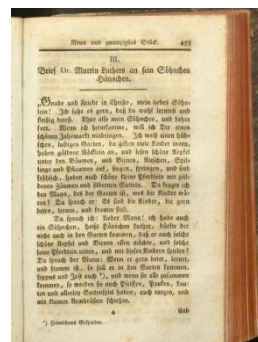 Neun und zwanzigstes Stück. 455
III.
Brief Dr. Martin Luthers an sein Söhnchen
Hänschen.
„Gnade und Friede in Christo, mein liebes Söhn-
lein! Ich sehe es gern, daß du wohl lernest und
fleißig betest. Thue also mein Söhnchen, und fahre
fort. Wenn ich heimkomme, will ich Dir einen
schönen Jahrmarkt mitbringen. Ich weiß einen hüb-
schen, lustigen Garten, da gehen viele Kinder innen,
haben güldene Röcklein an, und lesen schöne Aepfel
unter den Bäumen, und Birnen, Kirschen, Spil-
linge und Pflaumen auf, singen, springen, und sind
fröhlich, haben auch schöne kleine Pferdlein mit gül-
denen Zäumen und silbernen Satteln. Da fragte ich
den Mann, deß der Garten ist, weß die Kinder wä-
ren? Da sprach er: Es sind die Kinder, die gern
beten, lernen, und fromm sind.
Da sprach ich: Lieber Mann! ich habe auch
ein Söhnchen, heißt Hänschen Luther, dürfte der
nicht auch in den Garten kommen, daß er auch solche
schöne Aepfel und Birnen essen möchte, und solche
feine Pferdlein reiten, und mit diesen Kindern spielen?
Da sprach der Mann: Wenn er gern betet, lernet,
und fromm ist, so soll er in den Garten kommen.
Lippus und Jost auch *), und wenn sie alle zusammen
kommen, so werden sie auch Pfeiffen, Pauken, Lau-
ten und allerley Saitenspiel haben, auch tanzen, und
mit kleinen Armbrüsten schießen.
4 Und
*) Hänschens Gespielen.